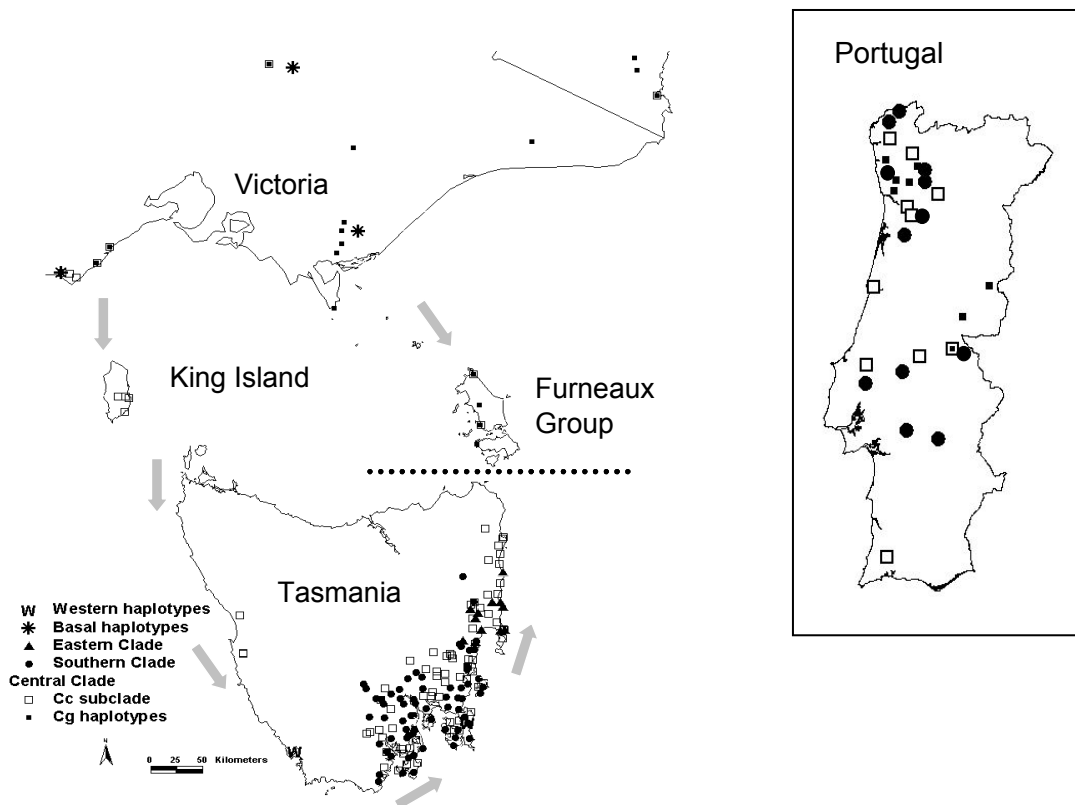 Portugal
Victoria
King Island
Furneaux
Group
Tasmania
W Western haplotypes
Basal haplotypes
Eastern Clade
Southern Clade
Central Clade
Cc subclade
Cg haplotypes
W
N
0 25 50 Kilometers